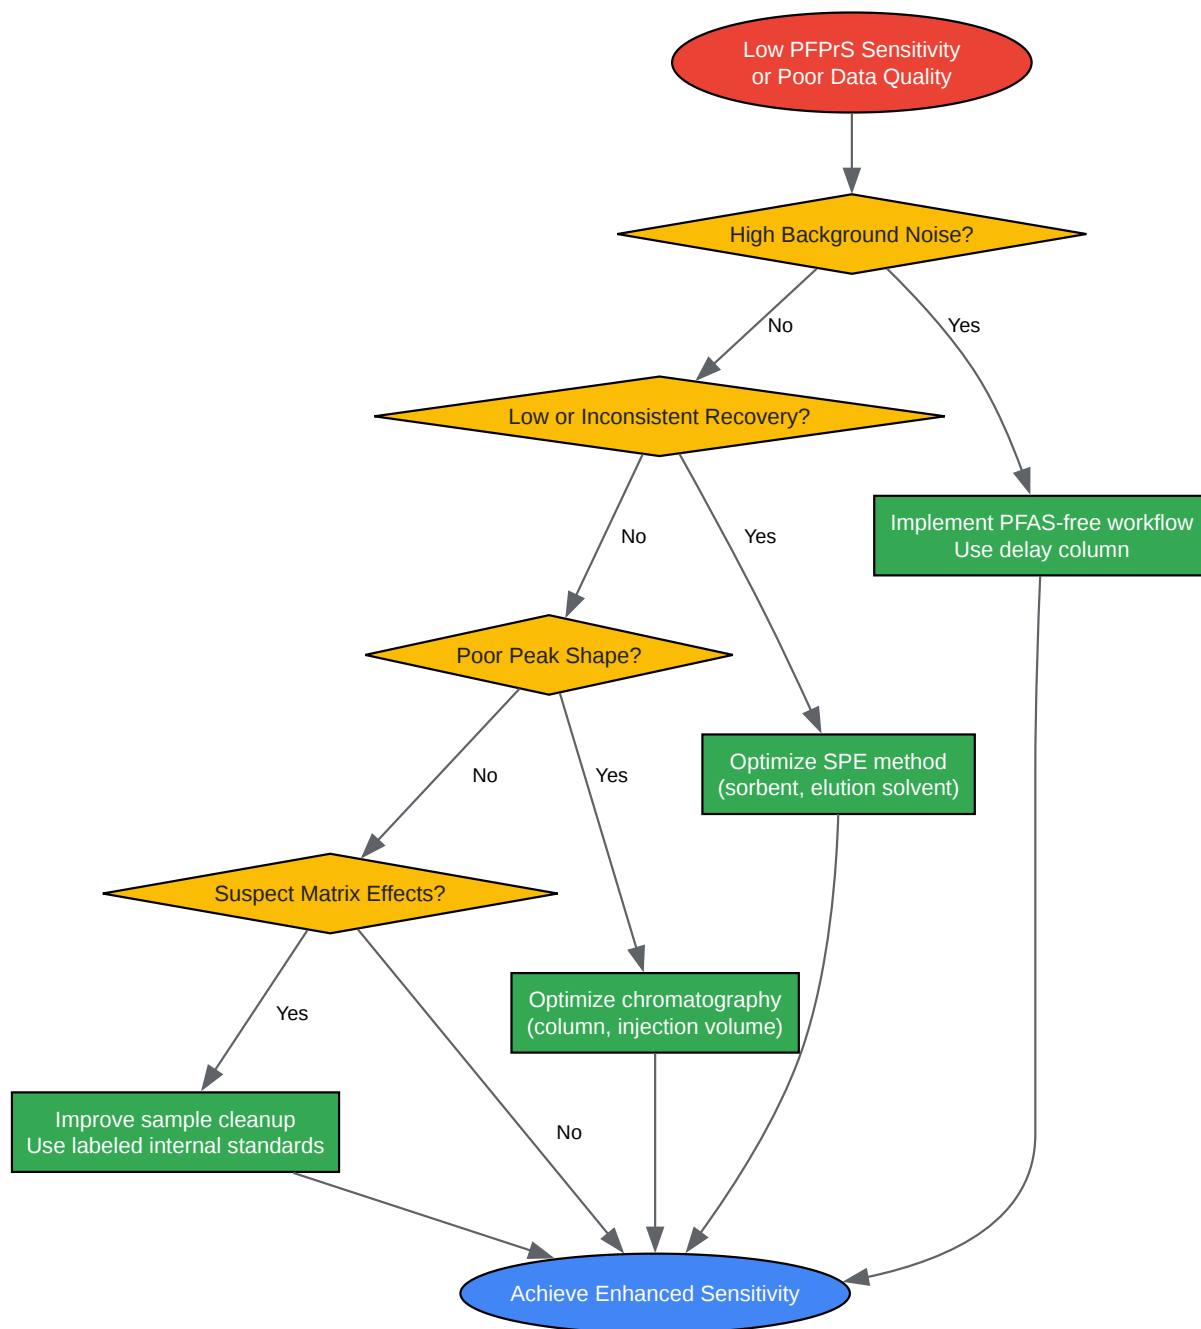 Low PFPrS Sensitivity
or Poor Data Quality
High Background Noise?
No
Yes
Low or Inconsistent Recovery?
Implement PFAS-free workflow
Use delay column
No
Yes
Poor Peak Shape?
Optimize SPE method
(sorbent, elution solvent)
No
Yes
Suspect Matrix Effects?
Optimize chromatography
(column, injection volume)
Yes
Improve sample cleanup
Use labeled internal standards
No
Achieve Enhanced Sensitivity